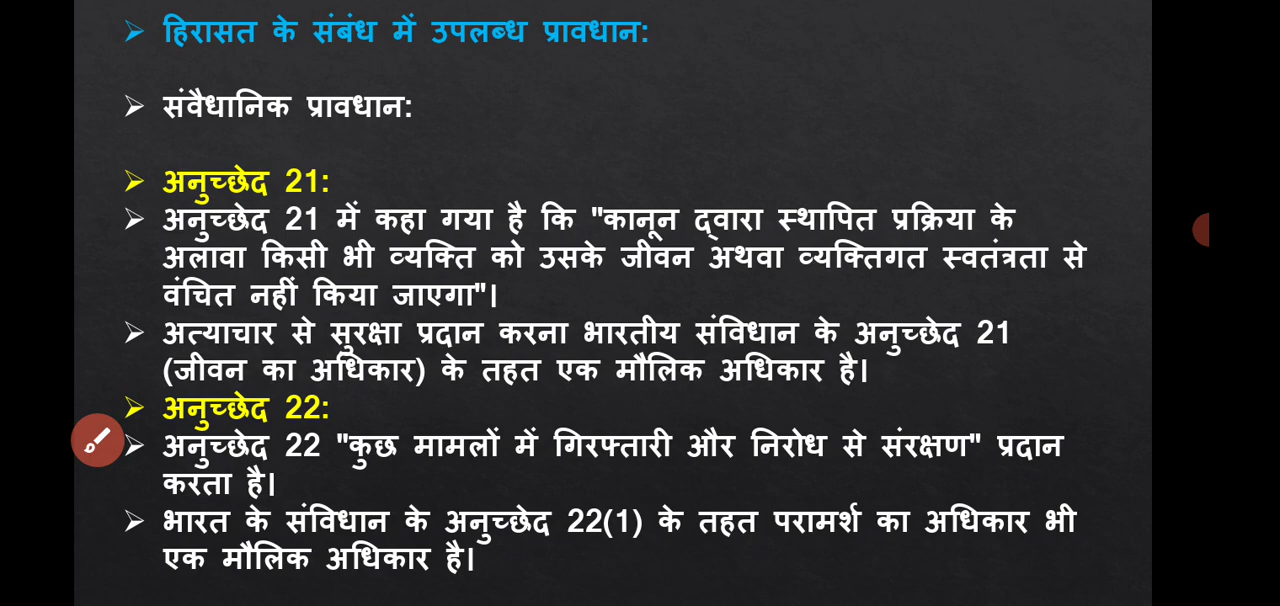 ➢ हिरासत के संबंध में उपलब्ध प्रावधान:
➢ संवैधानिक प्रावधान:
➢ अनुच्छेद 21:
➢ अनुच्छेद 21 में कहा गया है कि "कानून द्वारा स्थापित प्रक्रिया के
अलावा किसी भी व्यक्ति को उसके जीवन अथवा व्यक्तिगत स्वतंत्रता से
वंचित नहीं किया जाएगा"।
➢ अत्याचार से सुरक्षा प्रदान करना भारतीय संविधान के अनुच्छेद 21
(जीवन का अधिकार) के तहत एक मौलिक अधिकार है।
➢ अनुच्छेद 22:
➢ अनुच्छेद 22 "कुछ मामलों में गिरफ्तारी और निरोध से संरक्षण" प्रदान
करता है।
➢ भारत के संविधान के अनुच्छेद 22(1) के तहत परामर्श का अधिकार भी
एक मौलिक अधिकार है।